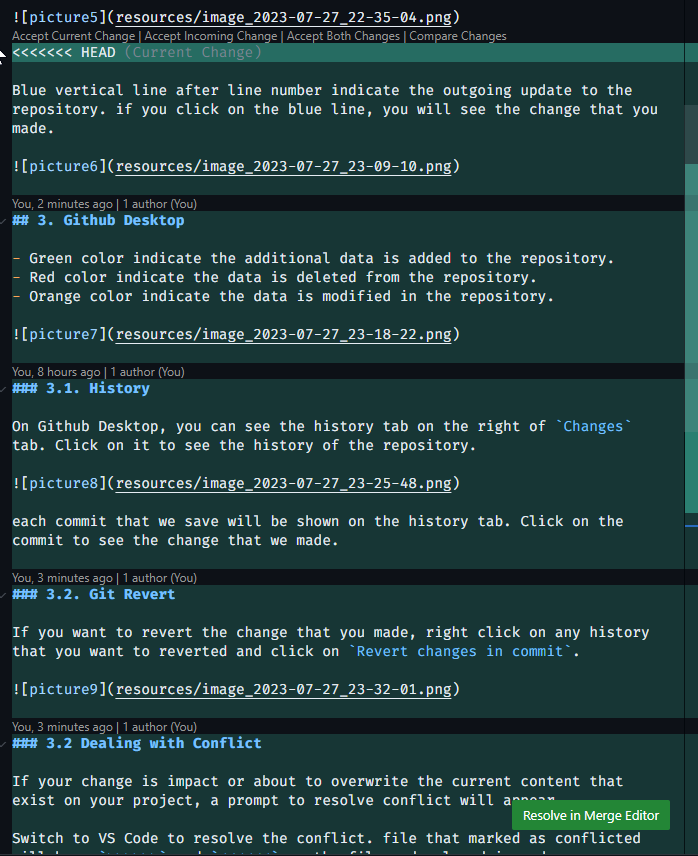 ![picture5](resources/image_2023-07-27_22-35-04.png)
Accept Current Change | Accept Incoming Change | Accept Both Changes | Compare Changes
<<<<<<< HEAD (Current Change)
Blue vertical line after line number indicate the outgoing update to the
repository. if you click on the blue line, you will see the change that you
made.
![picture6](resources/image_2023-07-27_23-09-10.png)
You, 2 minutes ago | 1 author (You)
## 3. Github Desktop
- Green color indicate the additional data is added to the repository.
- Red color indicate the data is deleted from the repository.
- Orange color indicate the data is modified in the repository.
![picture7](resources/image_2023-07-27_23-18-22.png)
You, 8 hours ago | 1 author (You)
### 3.1. History
On Github Desktop, you can see the history tab on the right of `Changes`
tab. Click on it to see the history of the repository.
![picture8](resources/image_2023-07-27_23-25-48.png)
each commit that we save will be shown on the history tab. Click on the
commit to see the change that we made.
You, 3 minutes ago | 1 author (You)
### 3.2. Git Revert
If you want to revert the change that you made, right click on any history
that you want to reverted and click on `Revert changes in commit`.
![picture9](resources/image_2023-07-27_23-32-01.png)
You, 3 minutes ago | 1 author (You)
### 3.2 Dealing with Conflict
If your change is impact or about to overwrite the current content that
exist on your project, a prompt to resolve conflict will appear
Resolve in Merge Editor
Switch to VS Code to resolve the conflict. file that marked as conflicted